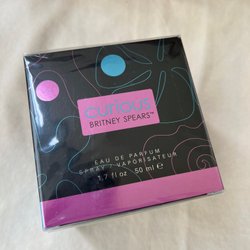 curious
BRITNEY SPEARS™
EAU DE PARFUM
SPRAY / VAPORISATEUR
1.7 fl oz 50 ml ℮